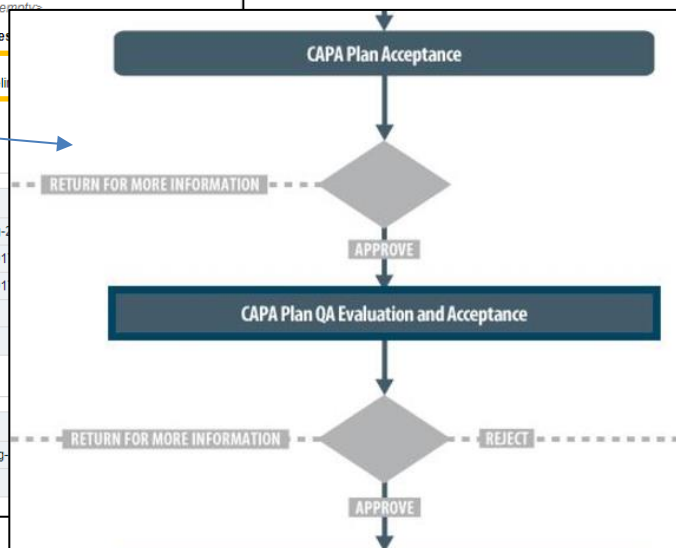 CAPA Plan Acceptance
RETURN FOR MORE INFORMATION
APPROVE
CAPA Plan QA Evaluation and Acceptance
RETURN FOR MORE INFORMATION
REJECT
APPROVE